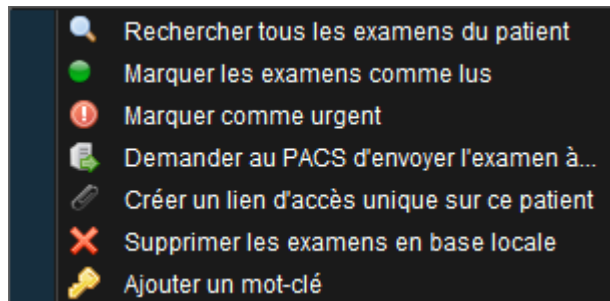 Rechercher tous les examens du patient
Marquer les examens comme lus
Marquer comme urgent
Demander au PACS d'envoyer l'examen à...
Créer un lien d'accès unique sur ce patient
Supprimer les examens en base locale
Ajouter un mot-clé